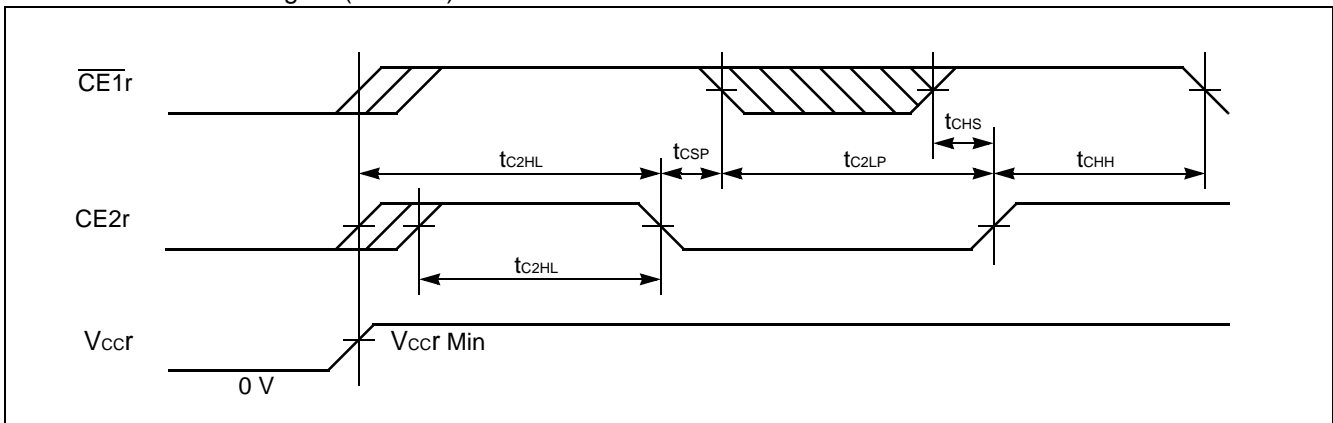 CE1r
tCHS
tC2HL tCSP tC2LP tCHH
CE2r
tC2HL
VCCr VCCr Min
0 V